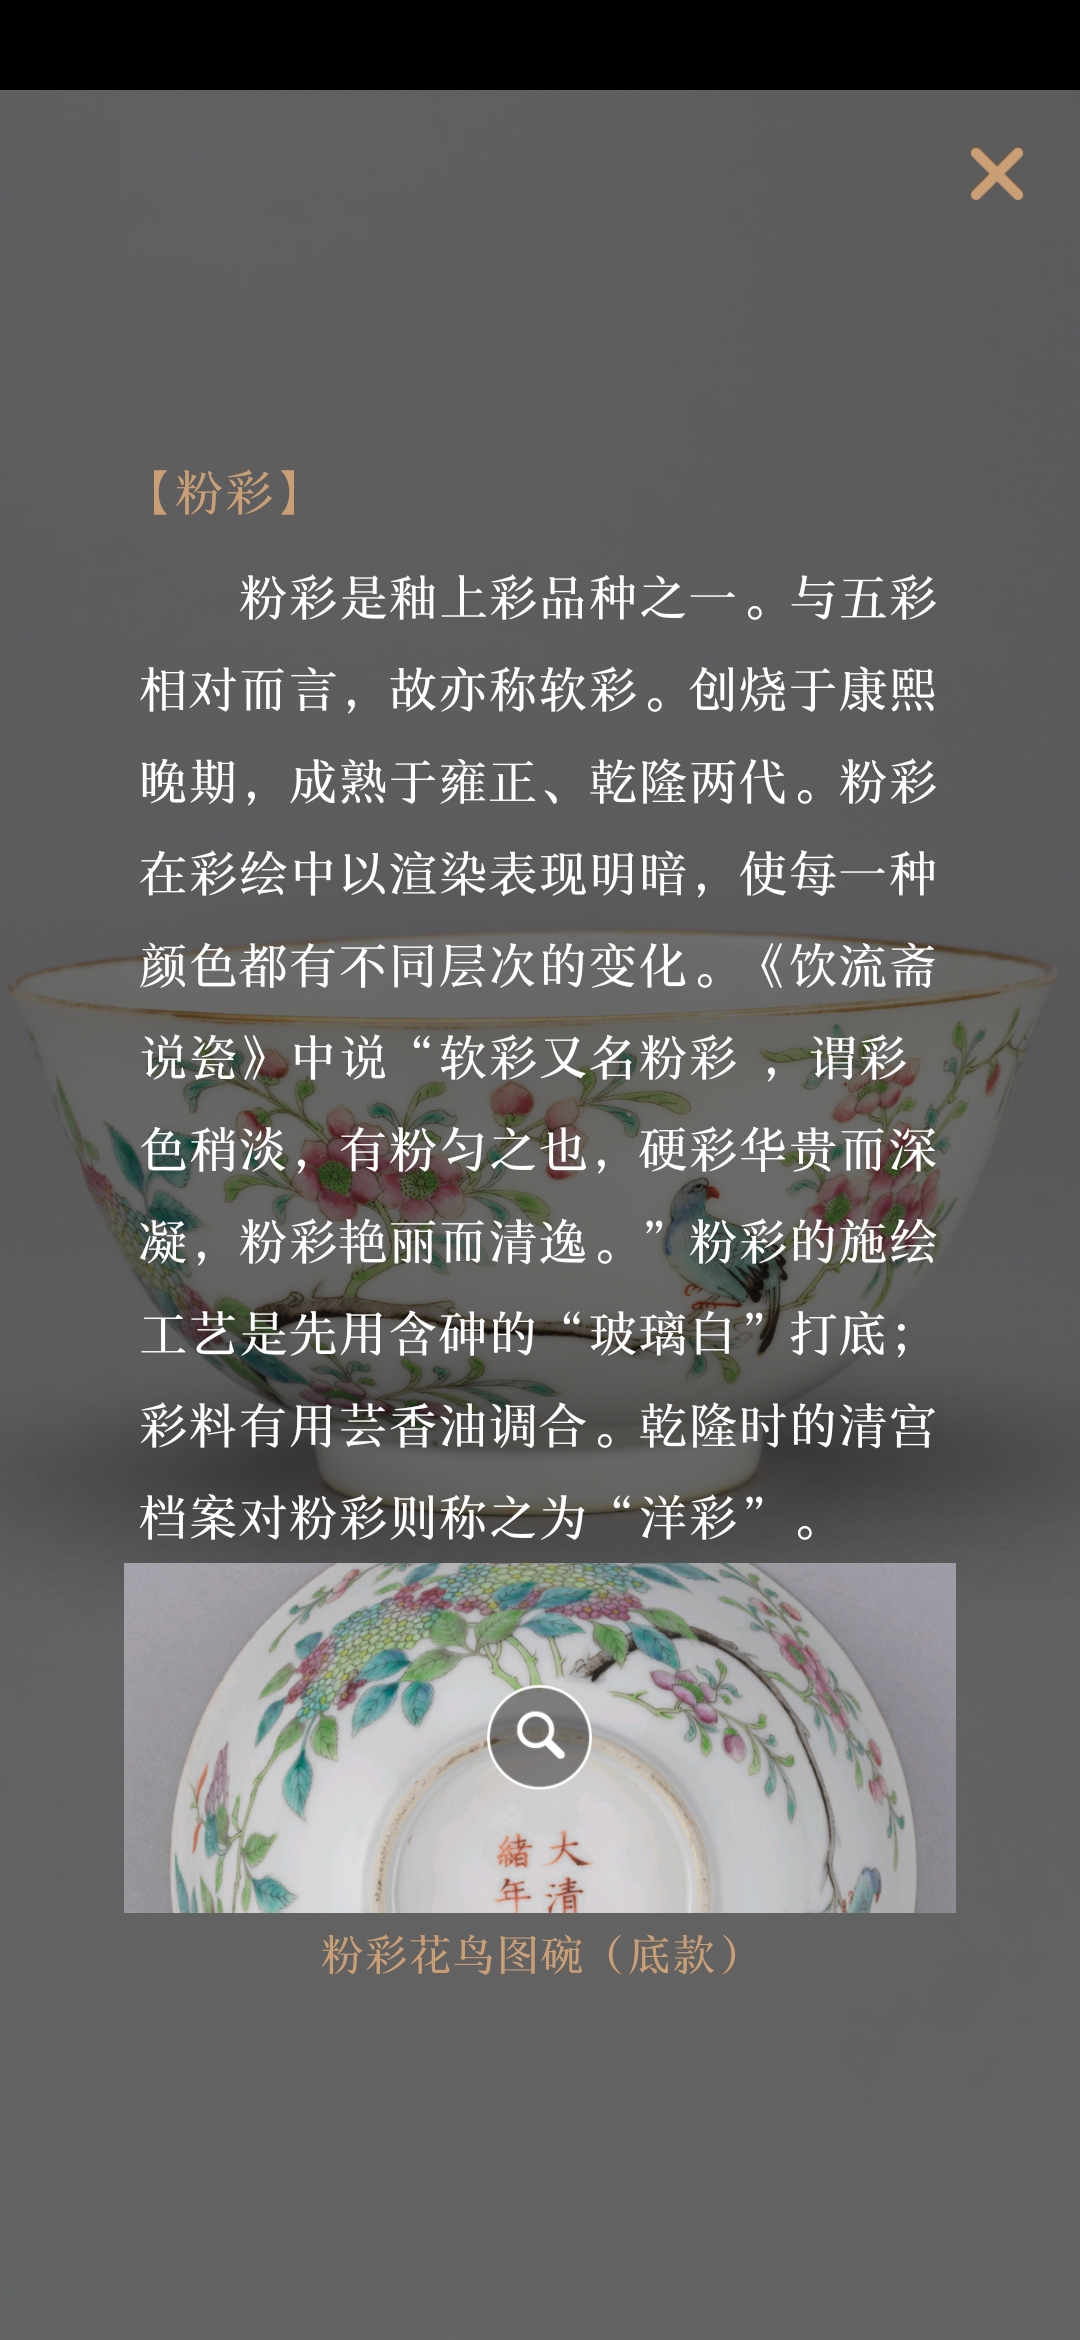 【粉彩】
粉彩是釉上彩品种之一。与五彩
相对而言，故亦称软彩。创烧于康熙
晚期，成熟于雍正、乾隆两代。粉彩
在彩绘中以渲染表现明暗，使每一种
颜色都有不同层次的变化。《饮流斋
说瓷》中说“软彩又名粉彩 ，谓彩
色稍淡，有粉匀之也，硬彩华贵而深
凝，粉彩艳丽而清逸。”粉彩的施绘
工艺是先用含砷的“玻璃白”打底；
彩料有用芸香油调合。乾隆时的清宫
档案对粉彩则称之为“洋彩”。
大清
緒年
粉彩花鸟图碗（底款）